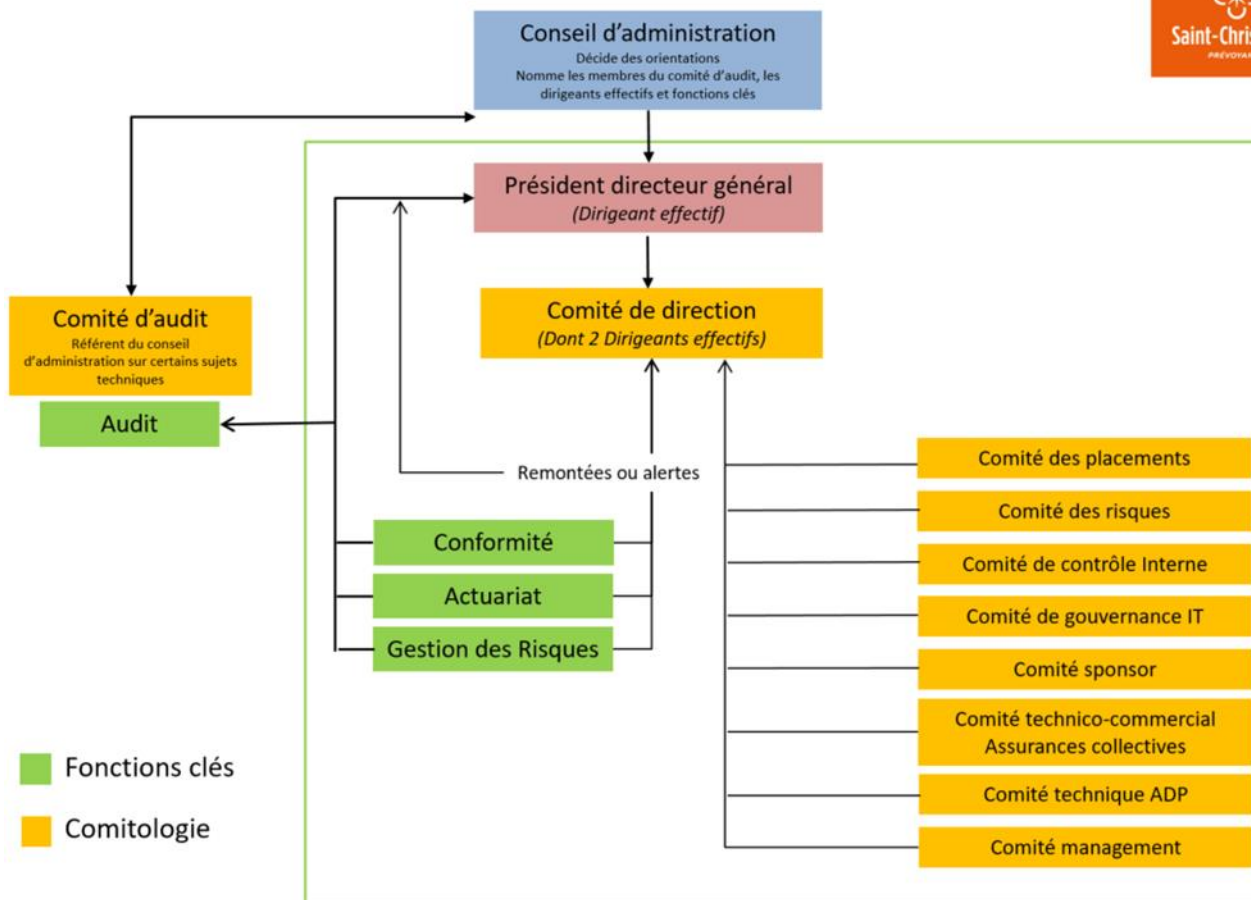 Conseil d'administration
Décide des orientations
Nomme les membres du comité d'audit, les
dirigeants effectifs et fonctions clés
Saint-Chris
Président directeur général
(Dirigeant effectif)
Comité de direction
(Dont 2 Dirigeants effectifs)
Comité d'audit
Référent du conseil
d'administration sur certains sujets
techniques
Audit
Remontées ou alertes
Conformité
Actuariat
Gestion des Risques
Comité des placements
Comité des risques
Comité de contrôle Interne
Comité de gouvernance IT
Comité sponsor
Comité technico-commercial
Assurances collectives
Comité technique ADP
Comité management
Fonctions clés
Comitologie